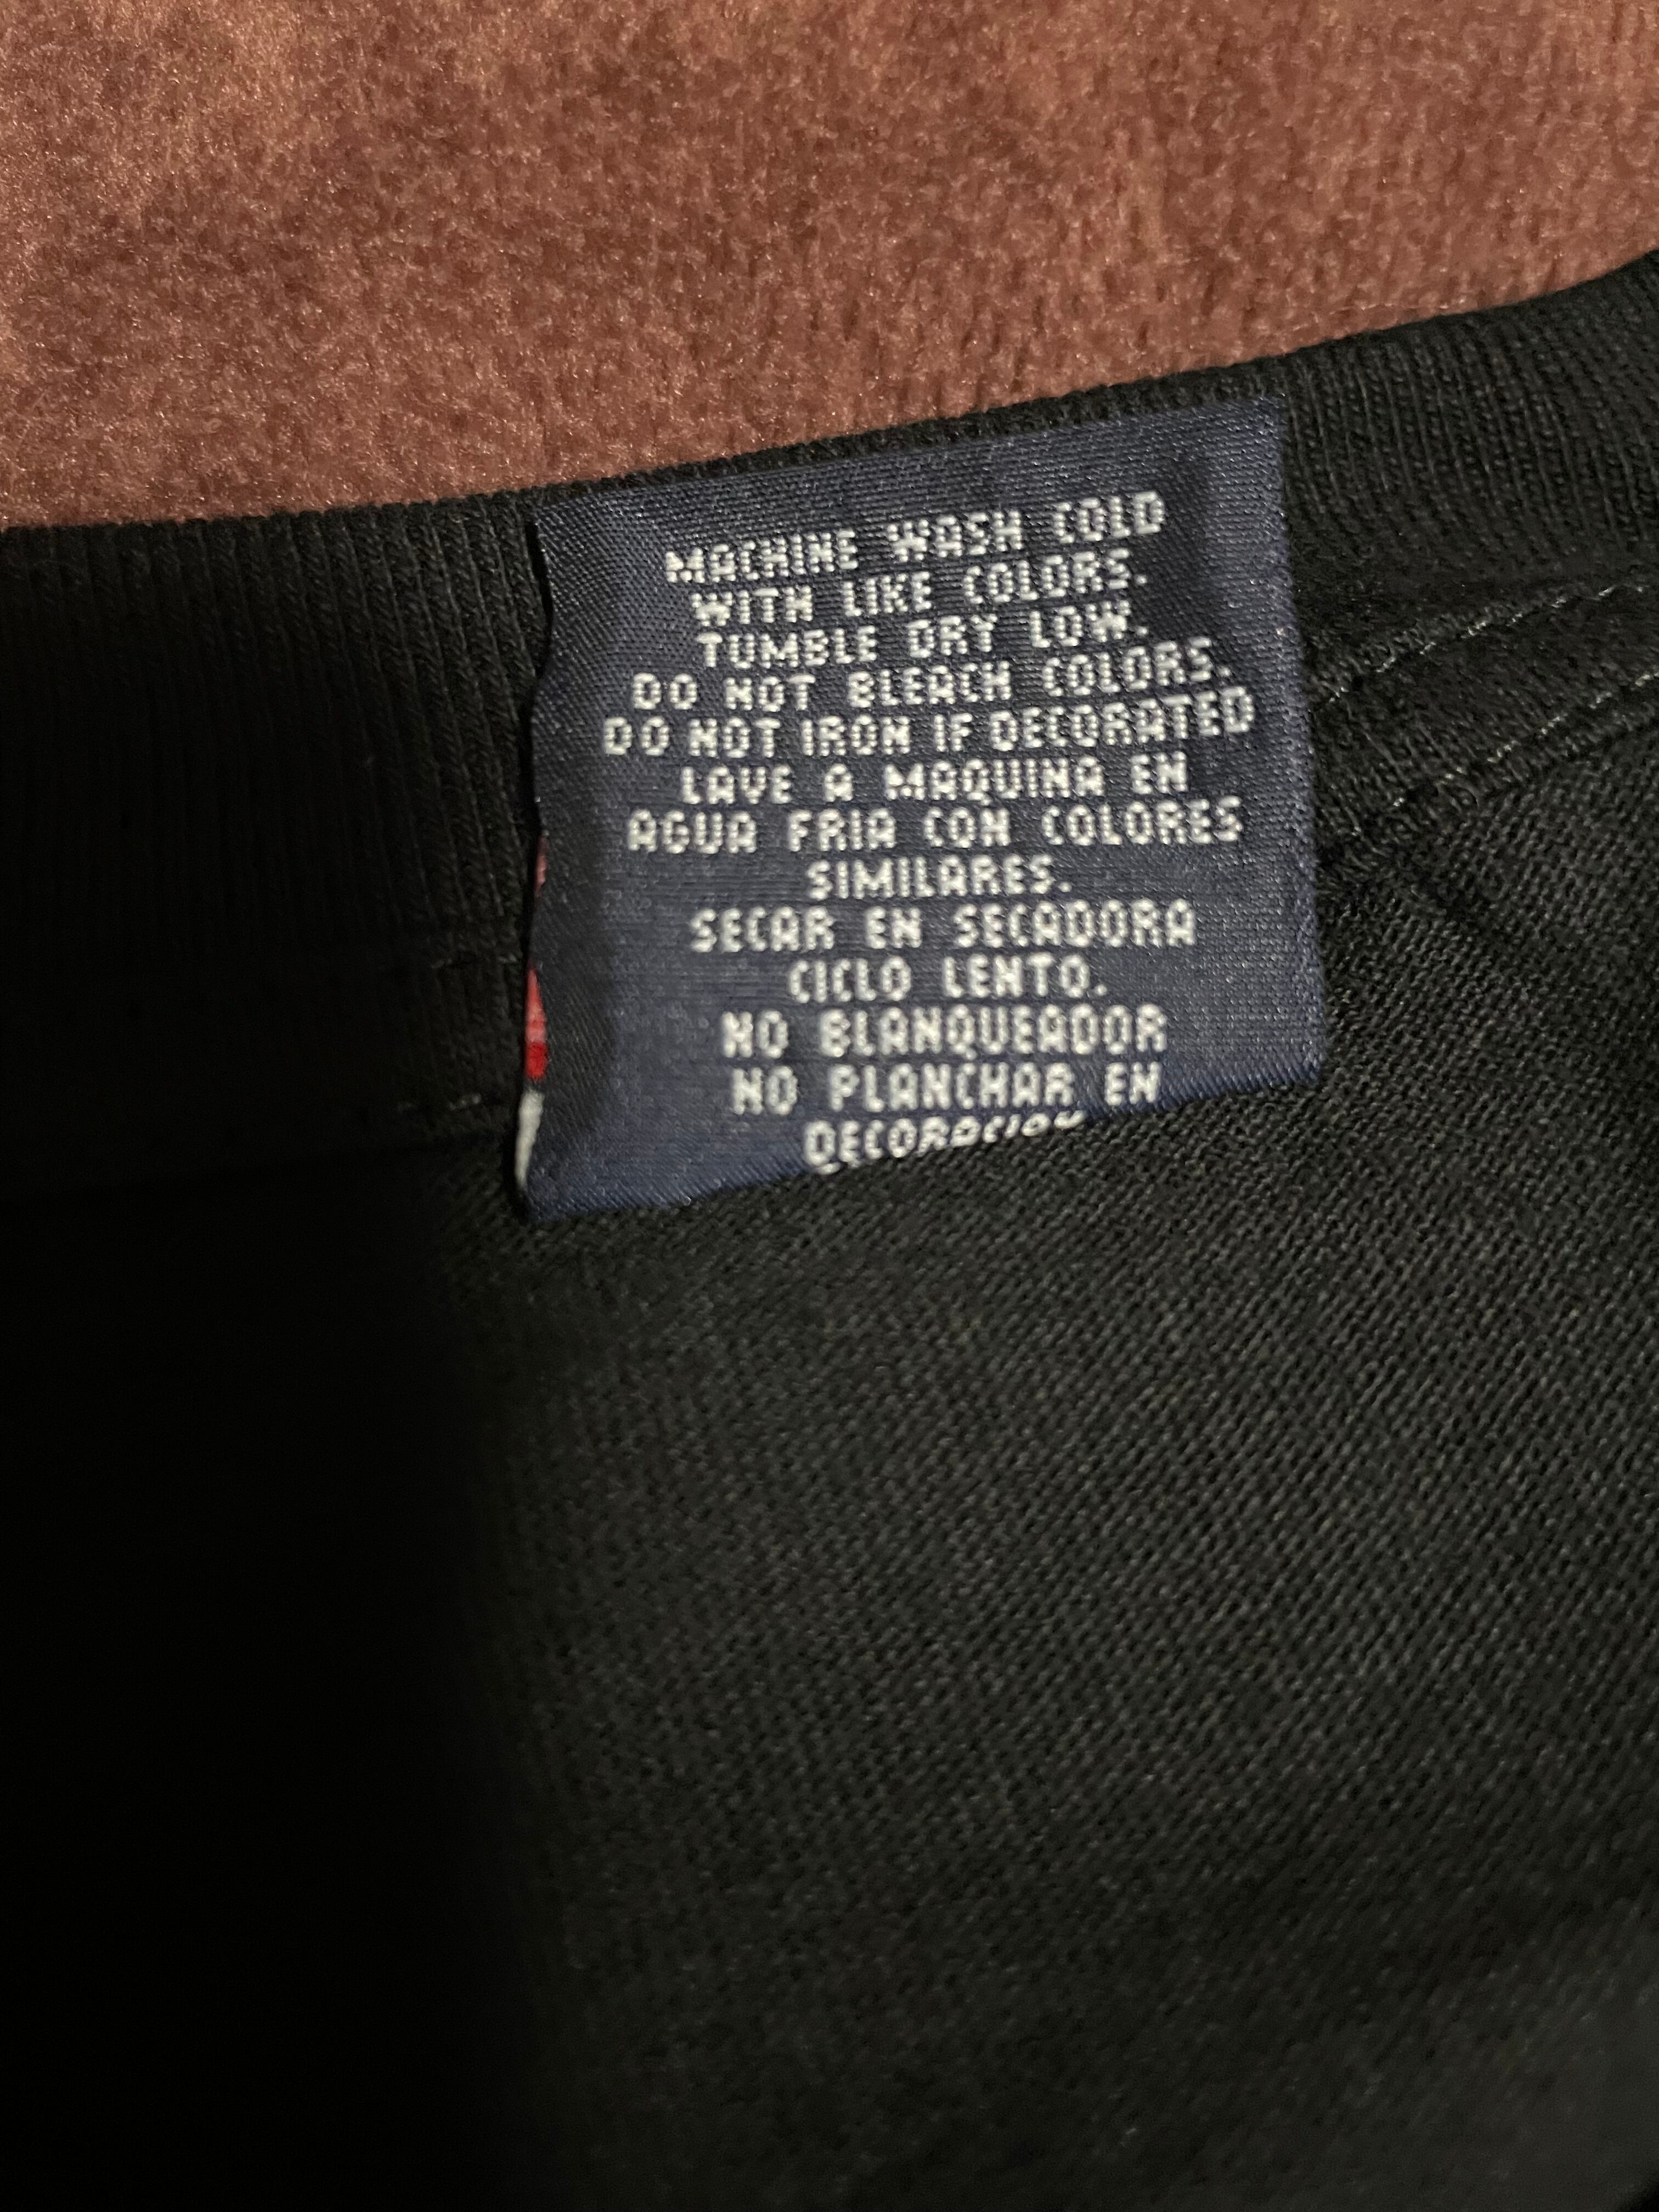 MACHINE WASH COLD
WITH LIKE COLORS.
TUMBLE DRY LOW.
DO NOT BLEACH COLORS.
DO NOT IRON IF DECORATED
LAVE A MAQUINA EN
AGUA FRIA CON COLORES
SIMILARES.
SECAR EN SECADORA
CICLO LENTO.
NO BLANQUEADOR
NO PLANCHAR EN
DECORACION